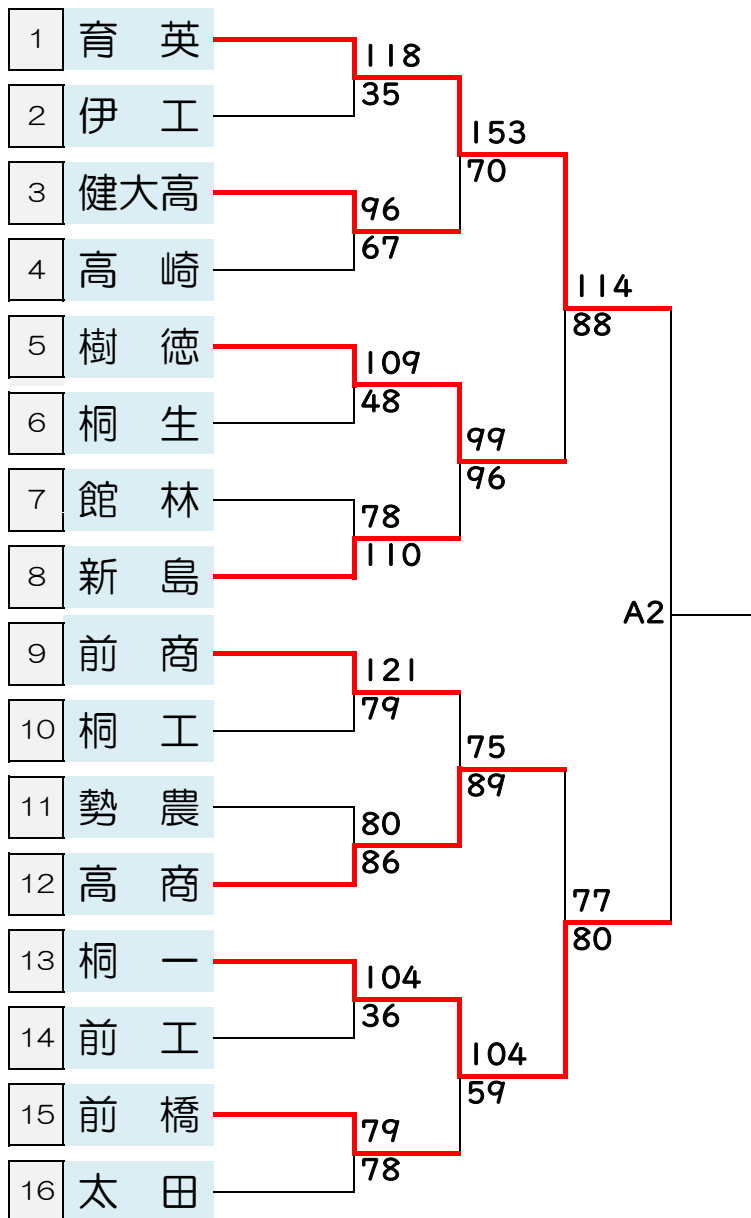 1 育 英
118
35
2 伊 工
153
70
3 健大高
96
67
4 高 崎
114
88
5 樹 徳
109
48
6 桐 生
99
96
7 館 林
78
110
8 新 島
A2
9 前 商
121
79
10 桐 工
75
89
11 勢 農
80
86
12 高 商
77
80
13 桐 一
104
36
14 前 工
104
59
15 前 橋
79
78
16 太 田